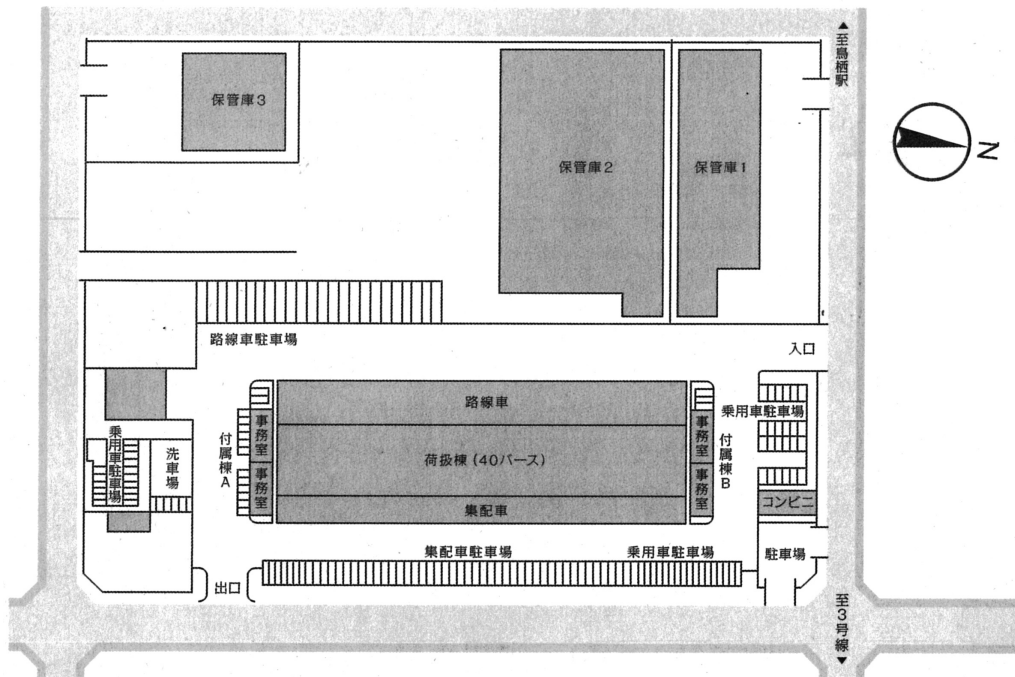 ▲至鳥栖駅
N
保管庫3
保管庫2
保管庫1
路線車駐車場
入口
乗用車駐車場
路線車
荷扱棟(40バース)
集配車
付属棟A
事務室
事務室
事務室
事務室
付属棟B
乗用車駐車場
洗車場
コンビニ
駐車場
集配車駐車場
乗用車駐車場
出口
至3号線▼